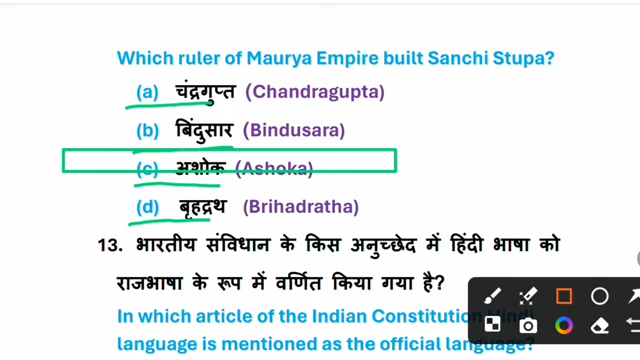 Which ruler of Maurya Empire built Sanchi Stupa?
(a) चंद्रगुप्त (Chandragupta)
(b) बिंदुसार (Bindusara)
(c) अशोक (Ashoka)
(d) बृहद्रथ (Brihadratha)
13. भारतीय संविधान के किस अनुच्छेद में हिंदी भाषा को
राजभाषा के रूप में वर्णित किया गया है?
In which article of the Indian Constitution Hindi
language is mentioned as the official language?